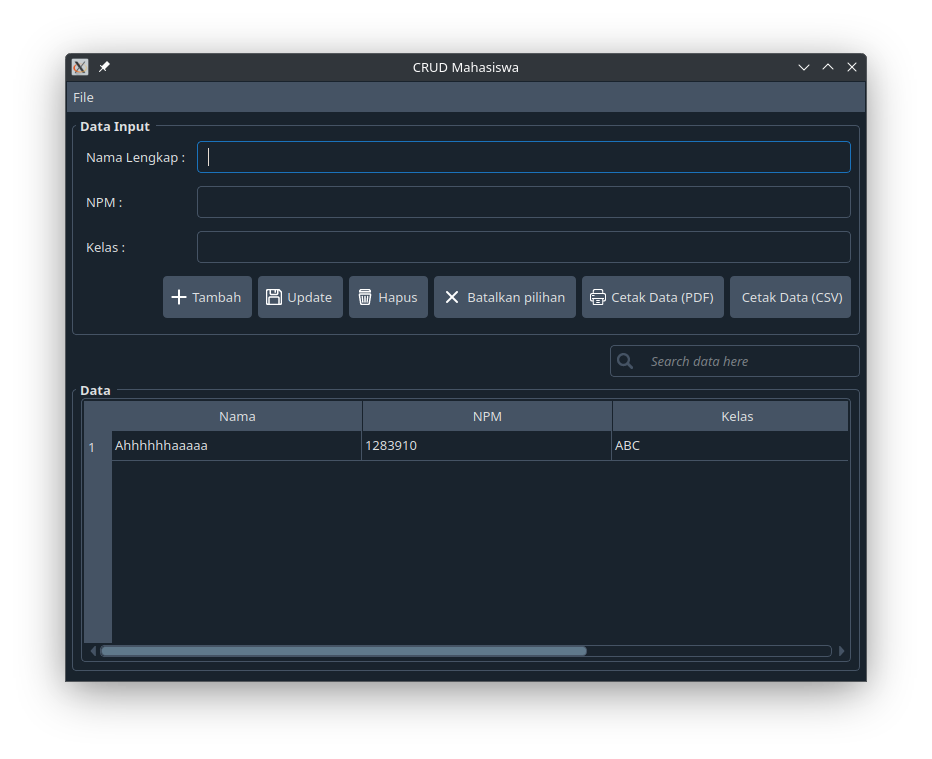 CRUD Mahasiswa
File
Data Input
Nama Lengkap :
NPM :
Kelas :
Tambah Update Hapus Batalkan pilihan Cetak Data (PDF) Cetak Data (CSV)
Search data here
Data
Nama NPM Kelas
1 Ahhhhhhaaaaa 1283910 ABC